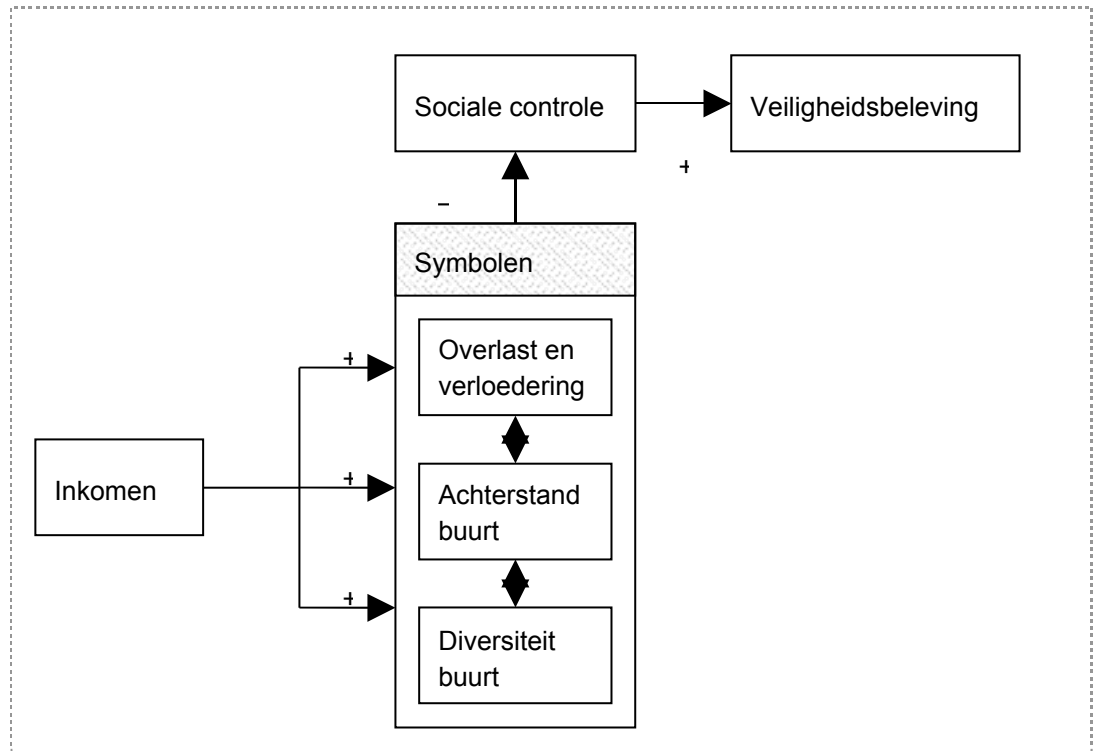 Sociale controle
Veiligheidsbeleving
+
–
Symbolen
+
Overlast en
verloedering
+
Inkomen
Achterstand
buurt
+
Diversiteit
buurt